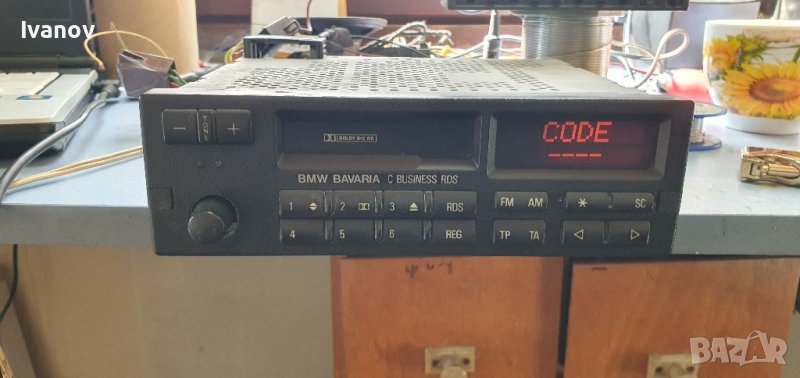 Ivanov
CODE
----
TONE
− +
DOLBY B-C NR
BMW BAVARIA C BUSINESS RDS
1 2 3 RDS
4 5 6 REG
FM AM
TP TA
* SC
BAZAR